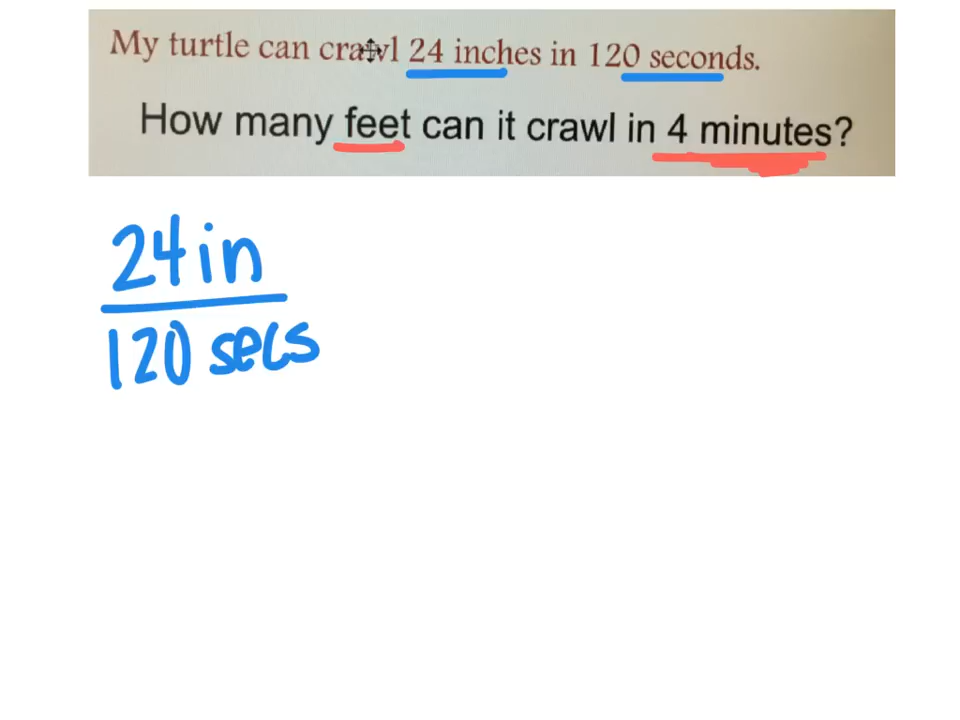 My turtle can crawl 24 inches in 120 seconds.
How many feet can it crawl in 4 minutes?
24 in
120 secs